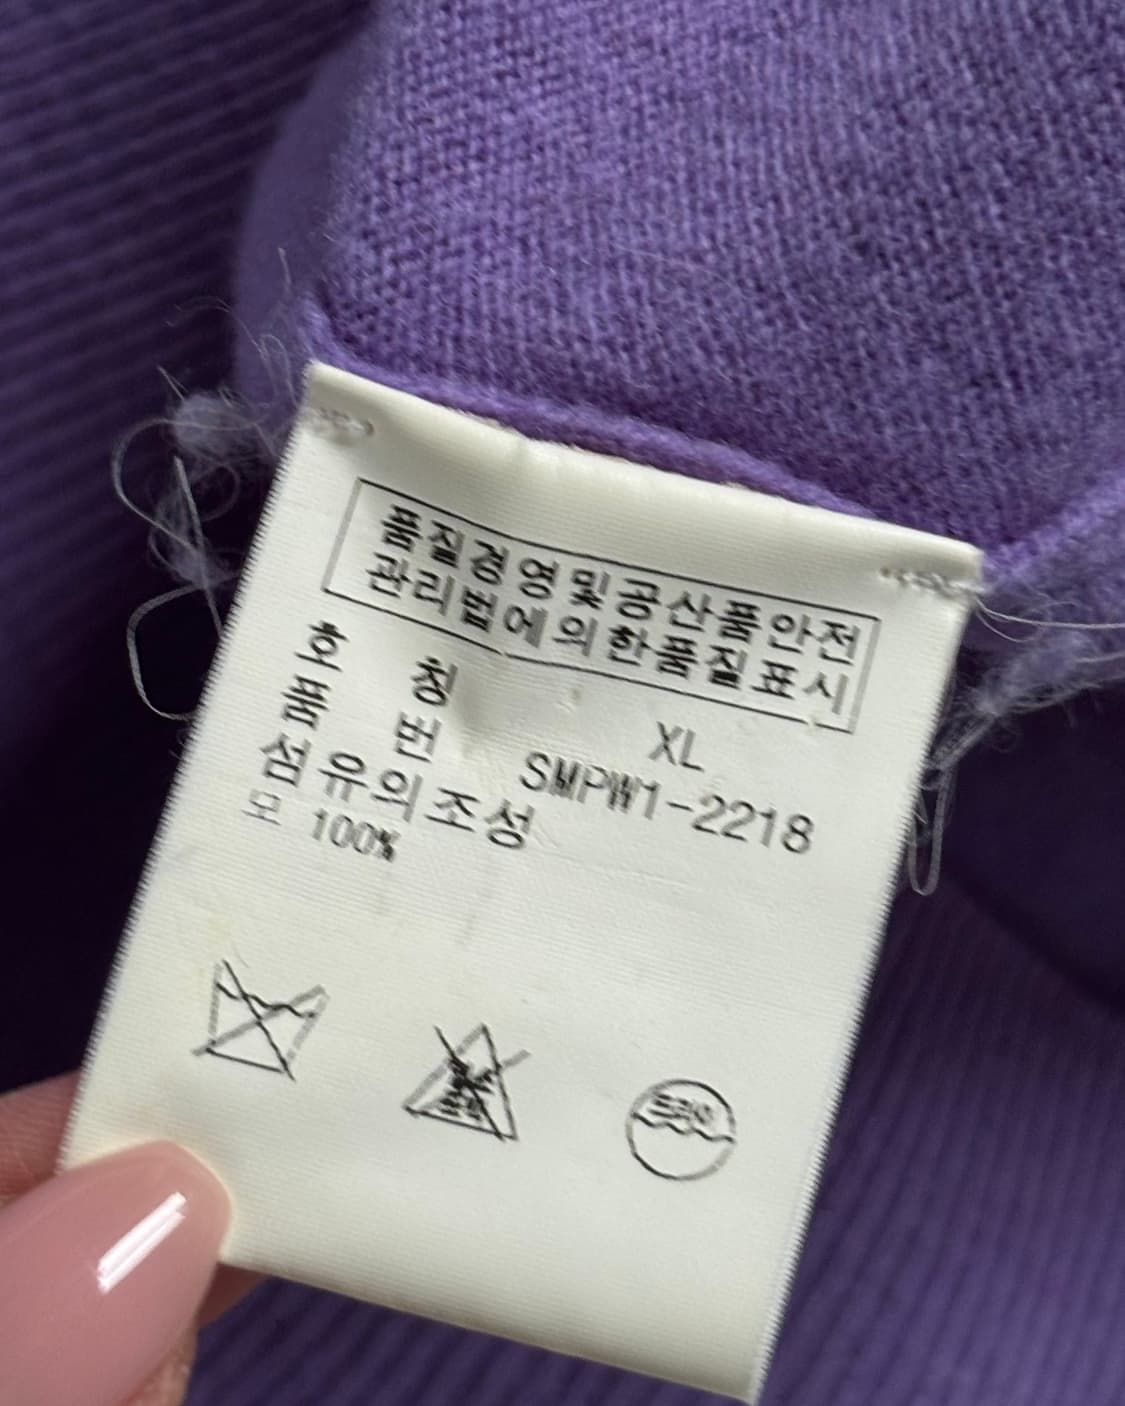 품질경영및공산품안전
관리법에의한품질표시
호 칭 XL
품 번 SMPW1-2218
섬유의조성
모 100%
드라이